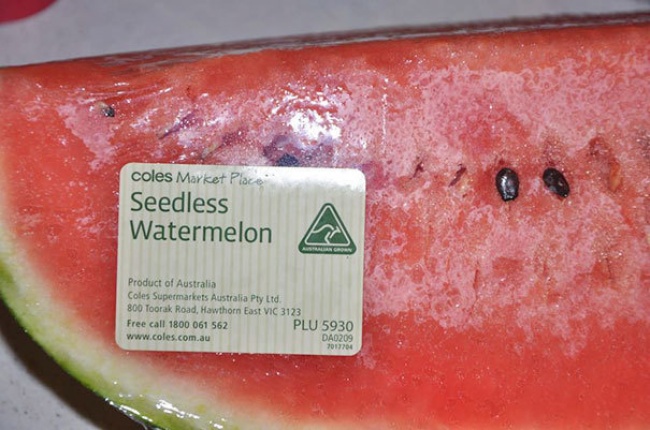 coles Market Place
Seedless
Watermelon
AUSTRALIAN GROWN
Product of Australia
Coles Supermarkets Australia Pty Ltd.
800 Toorak Road, Hawthorn East VIC 3123
Free call 1800 061 562
PLU 5930
www.coles.com.au
DA0209
7017704